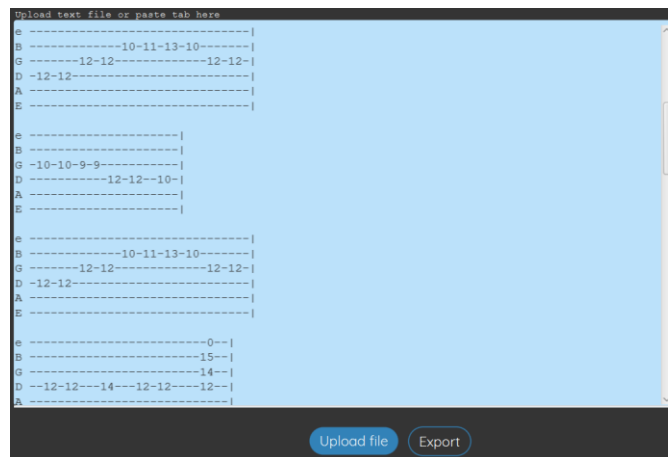 Upload text file or paste tab here
e -------------------------------|
B -------------10-11-13-10-------|
G -------12-12-------------12-12-|
D -12-12-------------------------|
A -------------------------------|
E -------------------------------|
e ---------------------|
B ---------------------|
G -10-10-9-9-----------|
D -----------12-12--10-|
A ---------------------|
E ---------------------|
e -------------------------------|
B -------------10-11-13-10-------|
G -------12-12-------------12-12-|
D -12-12-------------------------|
A -------------------------------|
E -------------------------------|
e -------------------------0--|
B ------------------------15--|
G ------------------------14--|
D --12-12---14---12-12----12--|
A ----------------------------|
Upload file
Export